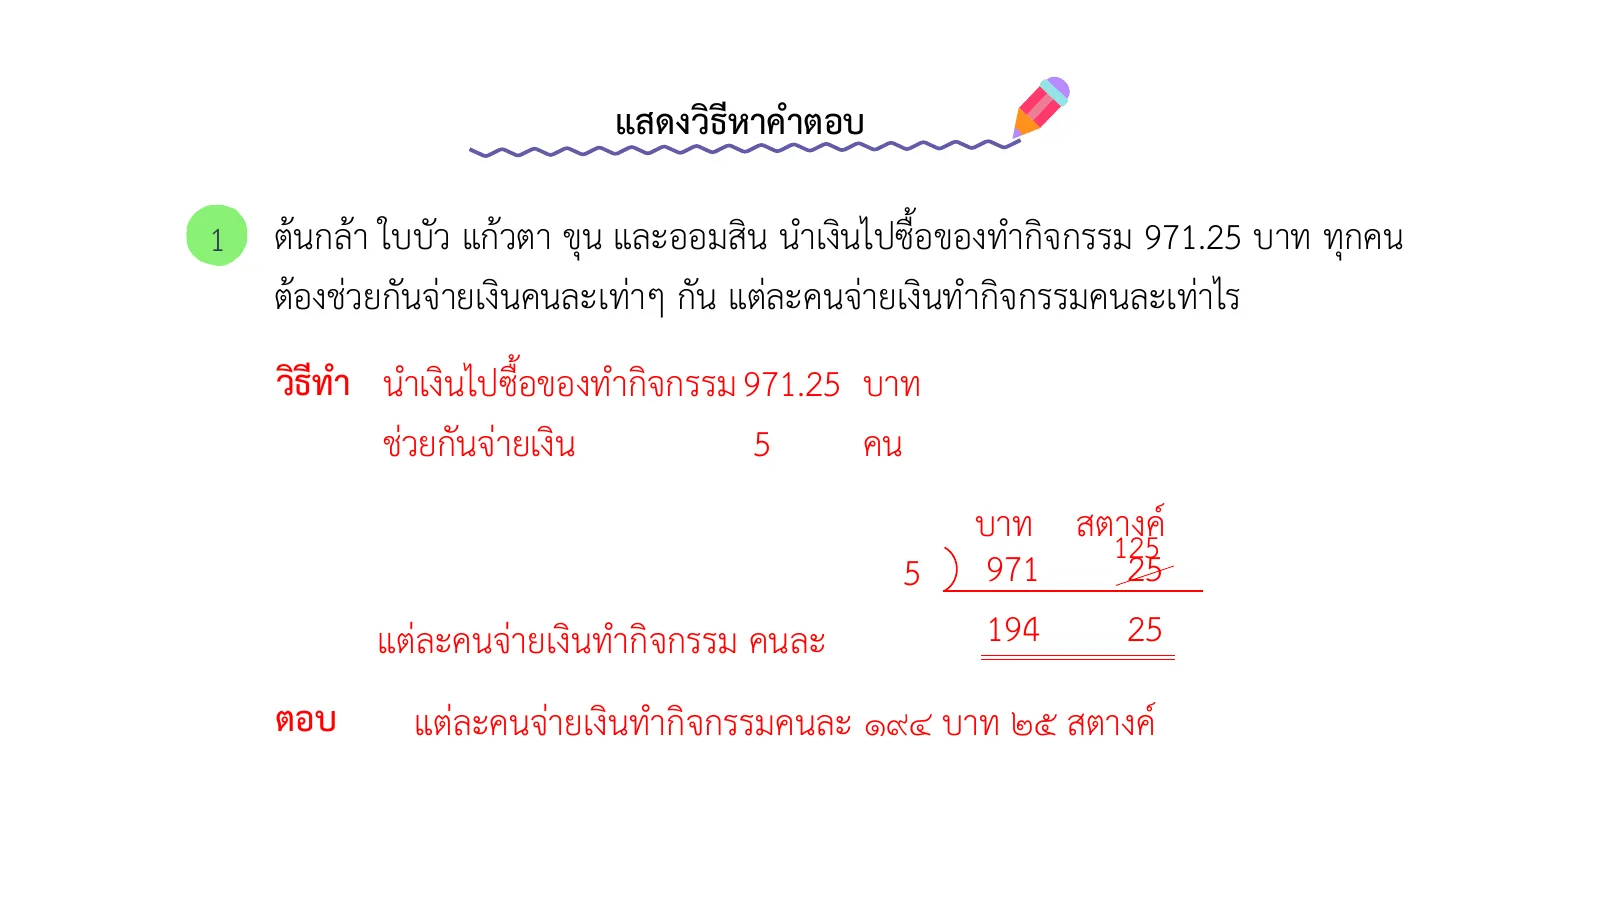 แสดงวิธีหาคำตอบ
1 ต้นกล้า ใบบัว แก้วตา ขุน และออมสิน นำเงินไปซื้อของทำกิจกรรม 971.25 บาท ทุกคน
ต้องช่วยกันจ่ายเงินคนละเท่าๆ กัน แต่ละคนจ่ายเงินทำกิจกรรมคนละเท่าไร
วิธีทำ นำเงินไปซื้อของทำกิจกรรม 971.25 บาท
ช่วยกันจ่ายเงิน 5 คน
บาท สตางค์
125
5 ) 971 25
แต่ละคนจ่ายเงินทำกิจกรรม คนละ 194 25
ตอบ แต่ละคนจ่ายเงินทำกิจกรรมคนละ ๑๙๔ บาท ๒๕ สตางค์